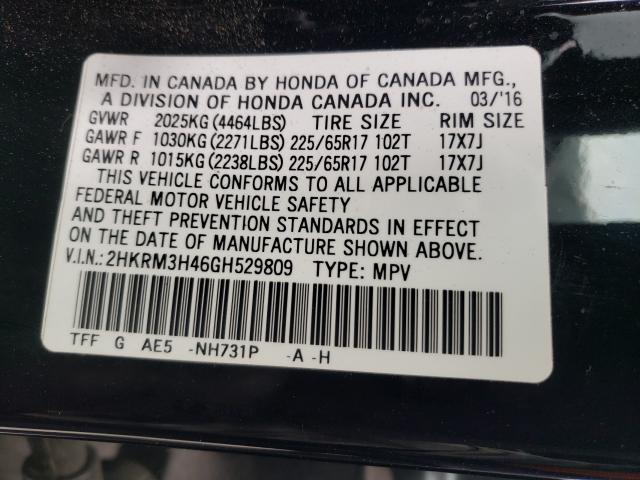 MFD. IN CANADA BY HONDA OF CANADA MFG.,
A DIVISION OF HONDA CANADA INC. 03/'16
GVWR 2025KG (4464LBS) TIRE SIZE RIM SIZE
GAWR F 1030KG (2271LBS) 225/65R17 102T 17X7J
GAWR R 1015KG (2238LBS) 225/65R17 102T 17X7J
THIS VEHICLE CONFORMS TO ALL APPLICABLE
FEDERAL MOTOR VEHICLE SAFETY
AND THEFT PREVENTION STANDARDS IN EFFECT
ON THE DATE OF MANUFACTURE SHOWN ABOVE.
V.I.N.: 2HKRM3H46GH529809 TYPE: MPV
TFF G AE5 -NH731P -A -H